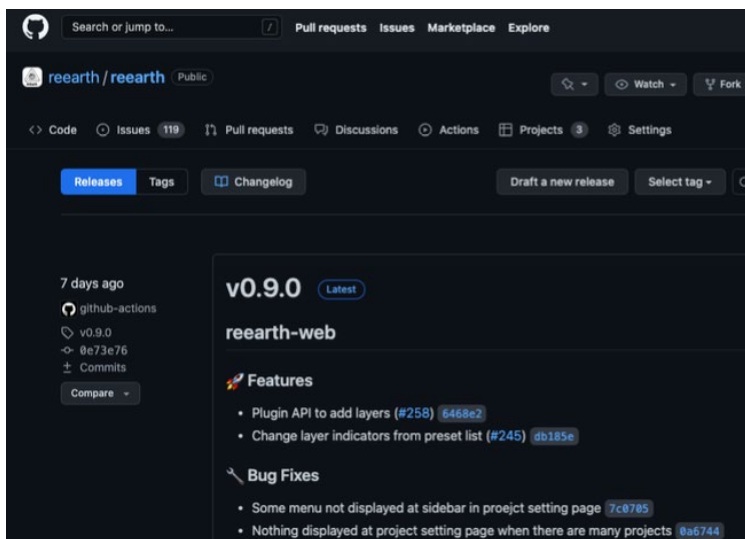 Search or jump to... /
Pull requests Issues Marketplace Explore
reearth / reearth Public
Watch Fork
Code Issues 119 Pull requests Discussions Actions Projects 3 Settings
Releases Tags Changelog Draft a new release Select tag
7 days ago
github-actions
v0.9.0
0e73e76
Commits
Compare
v0.9.0 Latest
reearth-web
🚀 Features
• Plugin API to add layers (#258) 6468e2
• Change layer indicators from preset list (#245) db185e
🔧 Bug Fixes
• Some menu not displayed at sidebar in proejct setting page 7c0705
• Nothing displayed at project setting page when there are many projects 0a6744